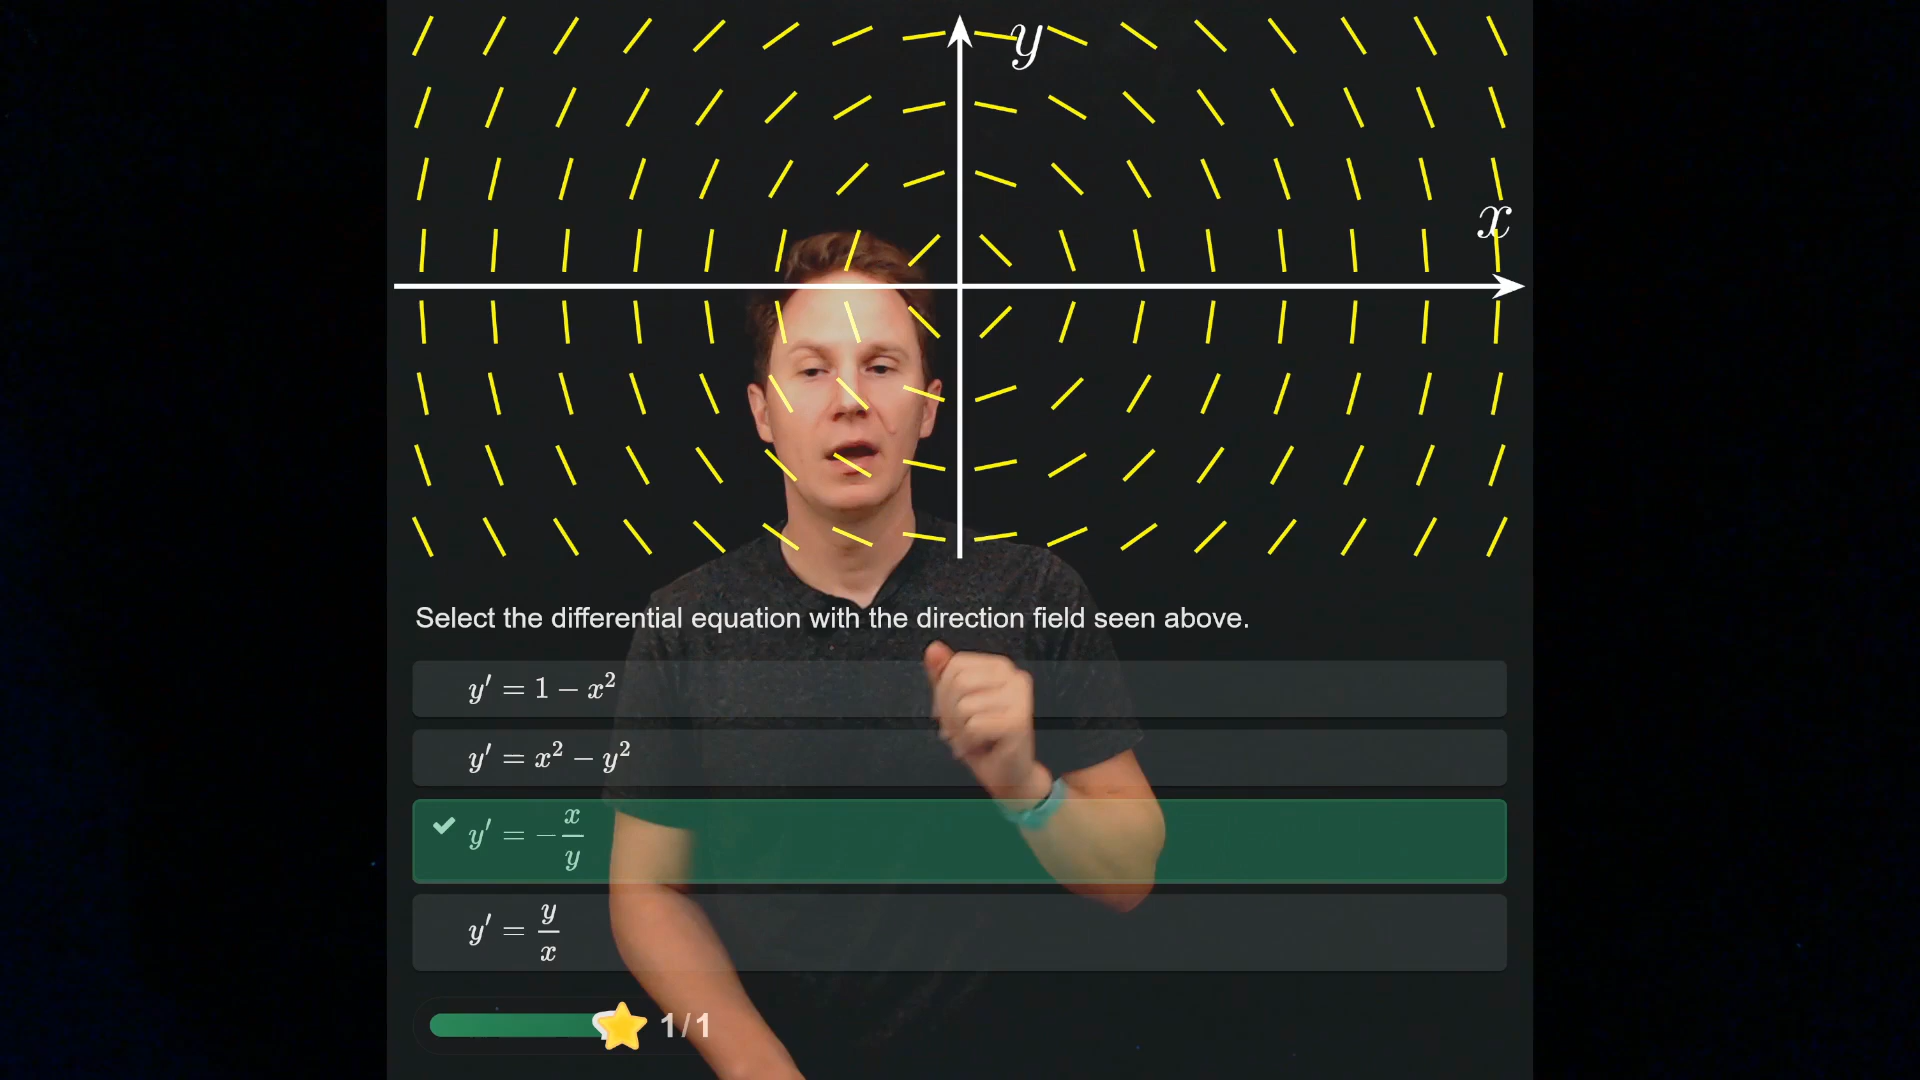 y
x
Select the differential equation with the direction field seen above.
y′ = 1 − x²
y′ = x² − y²
y′ = −x/y
y′ = y/x
1/1